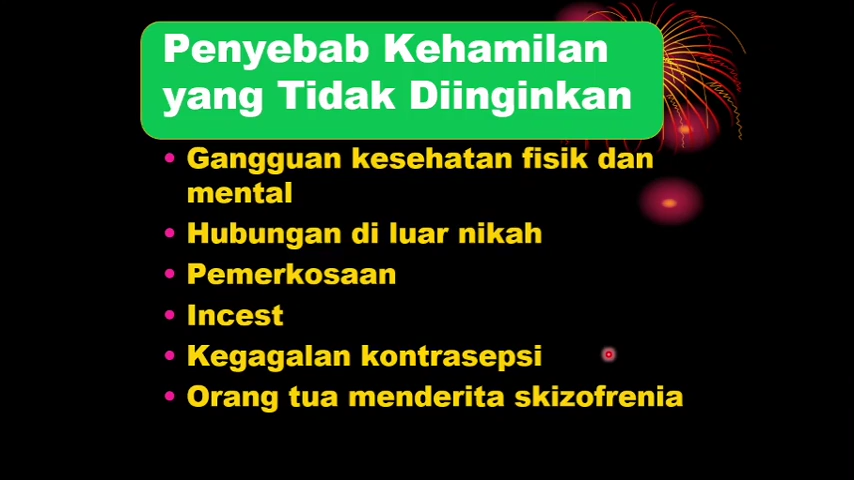 Penyebab Kehamilan
yang Tidak Diinginkan
• Gangguan kesehatan fisik dan
mental
• Hubungan di luar nikah
• Pemerkosaan
• Incest
• Kegagalan kontrasepsi
• Orang tua menderita skizofrenia